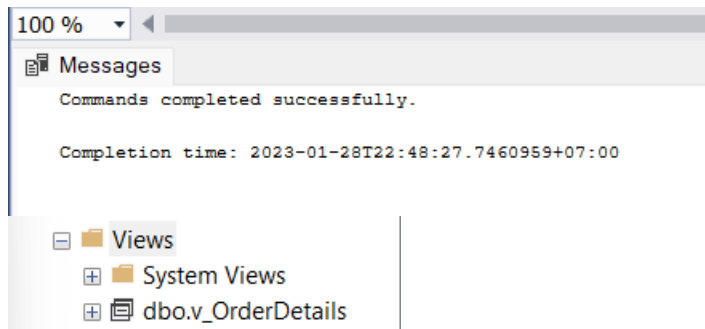 100 %
Messages
Commands completed successfully.
Completion time: 2023-01-28T22:48:27.7460959+07:00
Views
System Views
dbo.v_OrderDetails